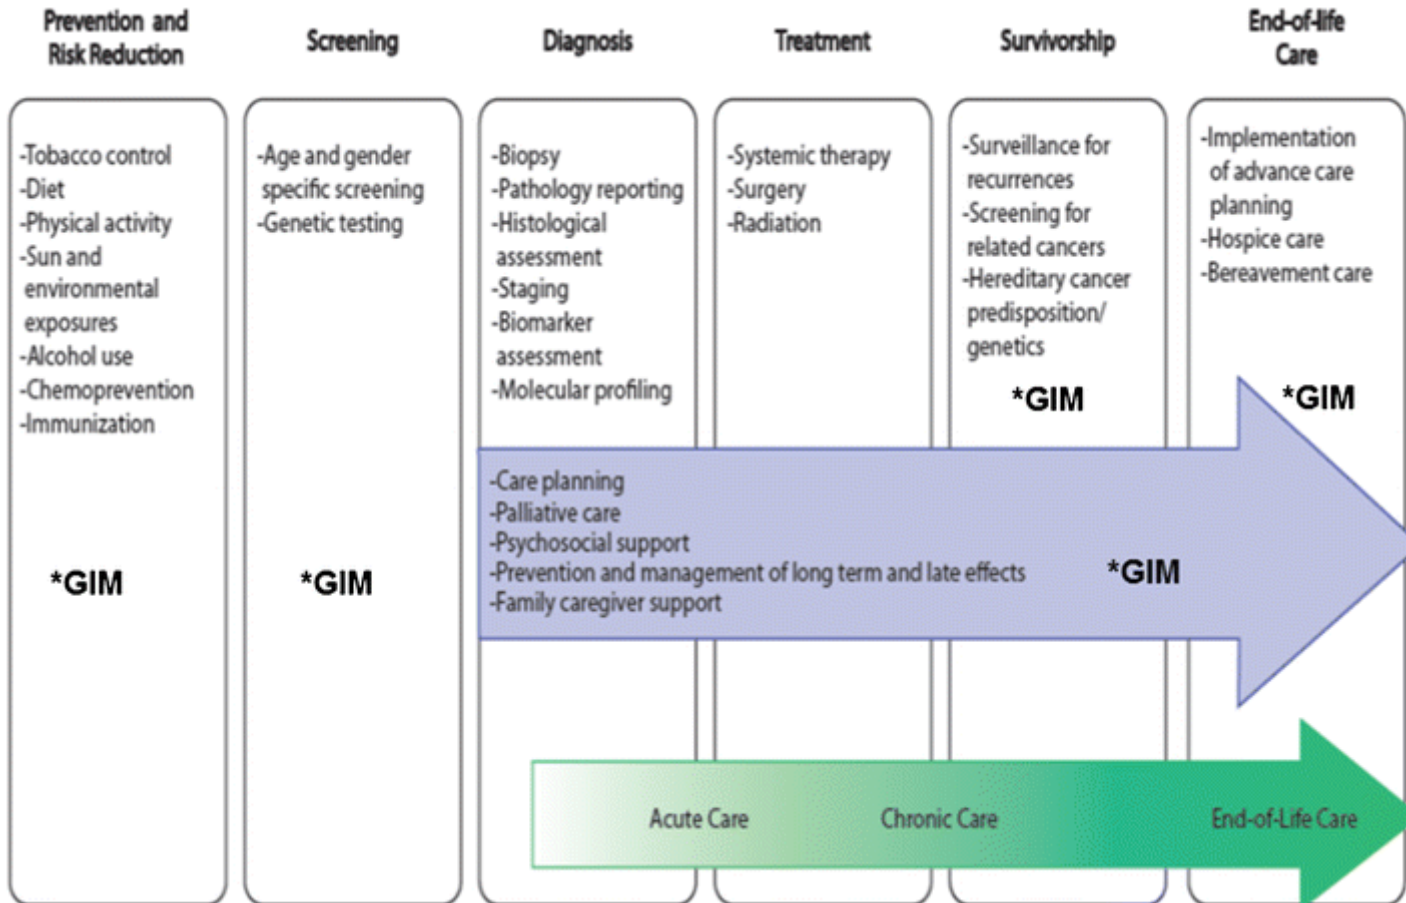 Prevention and
Risk Reduction
Screening
Diagnosis
Treatment
Survivorship
End-of-life
Care
-Tobacco control
-Diet
-Physical activity
-Sun and
environmental
exposures
-Alcohol use
-Chemoprevention
-Immunization
*GIM
-Age and gender
specific screening
-Genetic testing
*GIM
-Biopsy
-Pathology reporting
-Histological
assessment
-Staging
-Biomarker
assessment
-Molecular profiling
-Systemic therapy
-Surgery
-Radiation
-Surveillance for
recurrences
-Screening for
related cancers
-Hereditary cancer
predisposition/
genetics
*GIM
-Implementation
of advance care
planning
-Hospice care
-Bereavement care
*GIM
-Care planning
-Palliative care
-Psychosocial support
-Prevention and management of long term and late effects
-Family caregiver support
*GIM
Acute Care
Chronic Care
End-of-Life Care